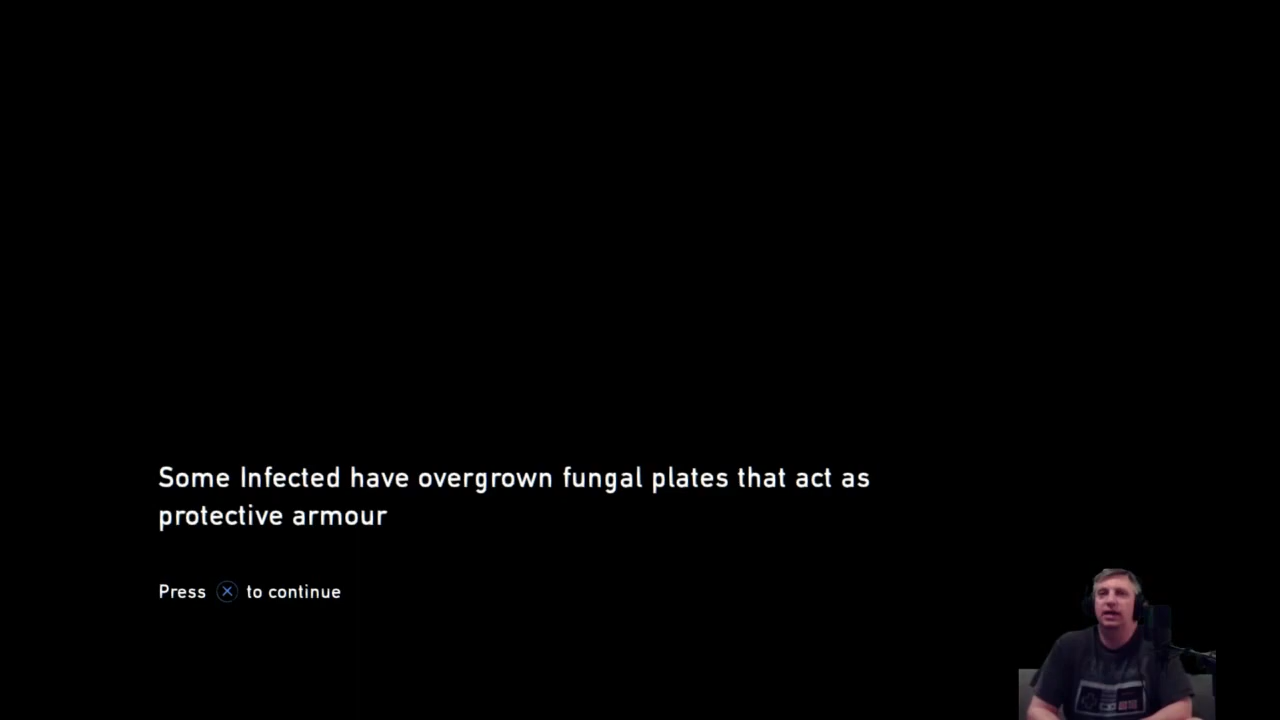 Some Infected have overgrown fungal plates that act as
protective armour
Press ⓧ to continue